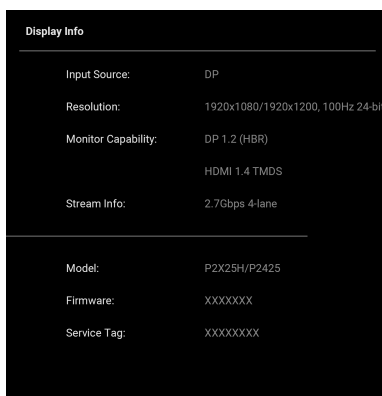 Display Info
Input Source: DP
Resolution: 1920x1080/1920x1200, 100Hz 24-bi
Monitor Capability: DP 1.2 (HBR)
HDMI 1.4 TMDS
Stream Info: 2.7Gbps 4-lane
Model: P2X25H/P2425
Firmware: XXXXXXX
Service Tag: XXXXXXXX